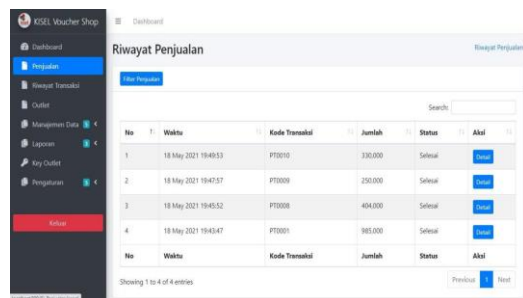 KISEL Voucher Shop
Dashboard
Dashboard
Penjualan
Riwayat Transaksi
Outlet
Manajemen Data
Laporan
Key Outlet
Pengaturan
Keluar
Riwayat Penjualan
Riwayat Penjualan
Filter Penjualan
Search:
No Waktu Kode Transaksi Jumlah Status Aksi
1 18 May 2021 19:49:53 PT0010 330,000 Selesai Detail
2 18 May 2021 19:47:57 PT0009 250,000 Selesai Detail
3 18 May 2021 19:45:52 PT0008 404,000 Selesai Detail
4 18 May 2021 19:43:47 PT0001 985,000 Selesai Detail
No Waktu Kode Transaksi Jumlah Status Aksi
Showing 1 to 4 of 4 entries
Previous 1 Next